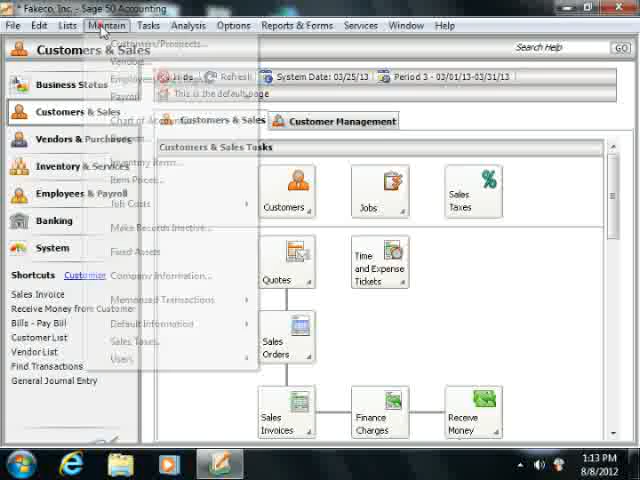 * Fakeco, Inc. - Sage 50 Accounting
File Edit Lists Maintain Tasks Analysis Options Reports & Forms Services Window Help
Customers & Sales
Search Help GO
Customers/Prospects...
Vendors...
Employees
Payroll
Chart of Accounts...
Inventory Items...
Item Prices...
Job Costs
Make Records Inactive...
Fixed Assets
Company Information...
Memorized Transactions
Default Information
Sales Taxes...
Users
Hide Refresh System Date: 03/25/13 Period 3 - 03/01/13-03/31/13
This is the default page
Business Status
Customers & Sales
Vendors & Purchases
Inventory & Services
Employees & Payroll
Banking
System
Shortcuts Customize
Sales Invoice
Receive Money from Customer
Bills - Pay Bill
Customer List
Vendor List
Find Transactions
General Journal Entry
Customers & Sales Customer Management
Customers & Sales Tasks
Customers
Jobs
Sales Taxes
Quotes
Time and Expense Tickets
Sales Orders
Sales Invoices
Finance Charges
Receive Money
1:13 PM
8/8/2012